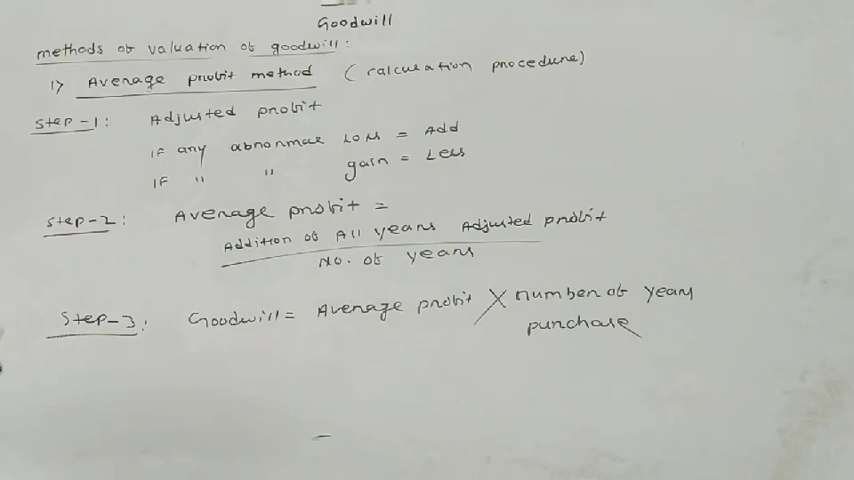 Goodwill
methods of valuation of goodwill:
1) Average profit method (calculation procedure)
Step-1: Adjusted profit
if any abnormal loss = Add
if " " gain = Less
Step-2: Average profit =
Addition of All years Adjusted profit
No. of years
Step-3: Goodwill = Average profit X number of years
purchase